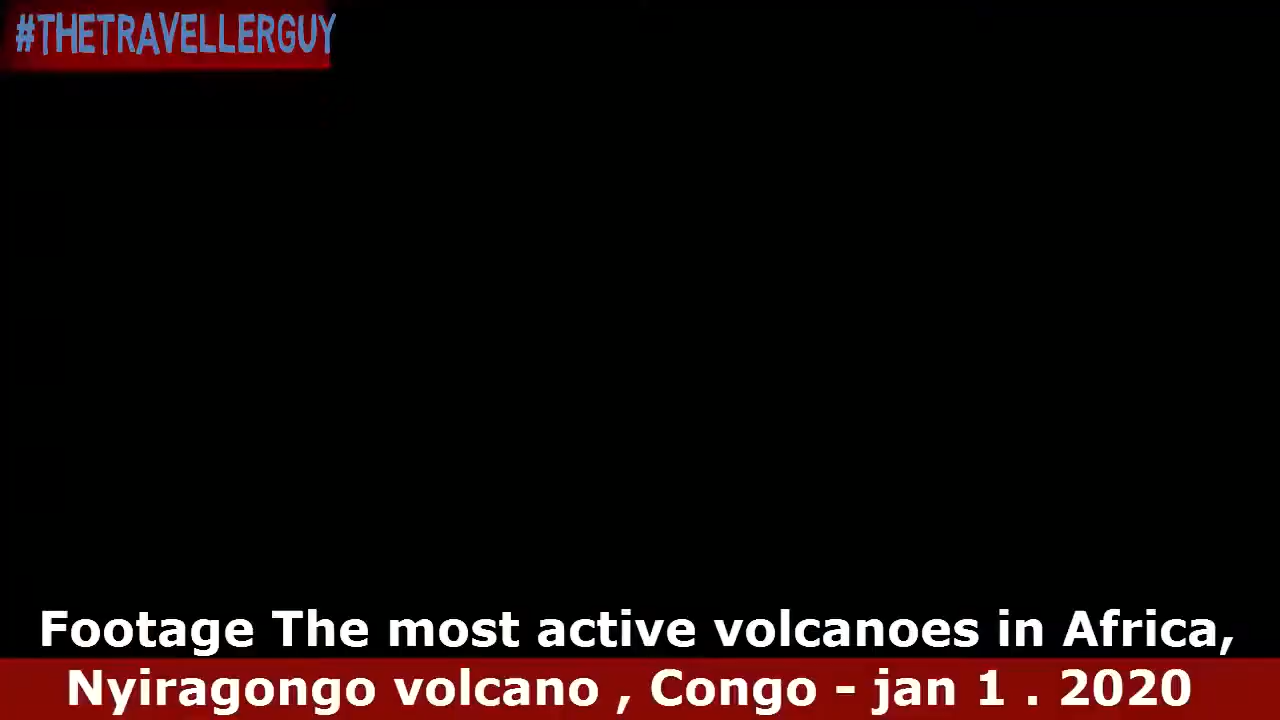 #THETRAVELLERGUY
Footage The most active volcanoes in Africa,
Nyiragongo volcano , Congo - jan 1 . 2020